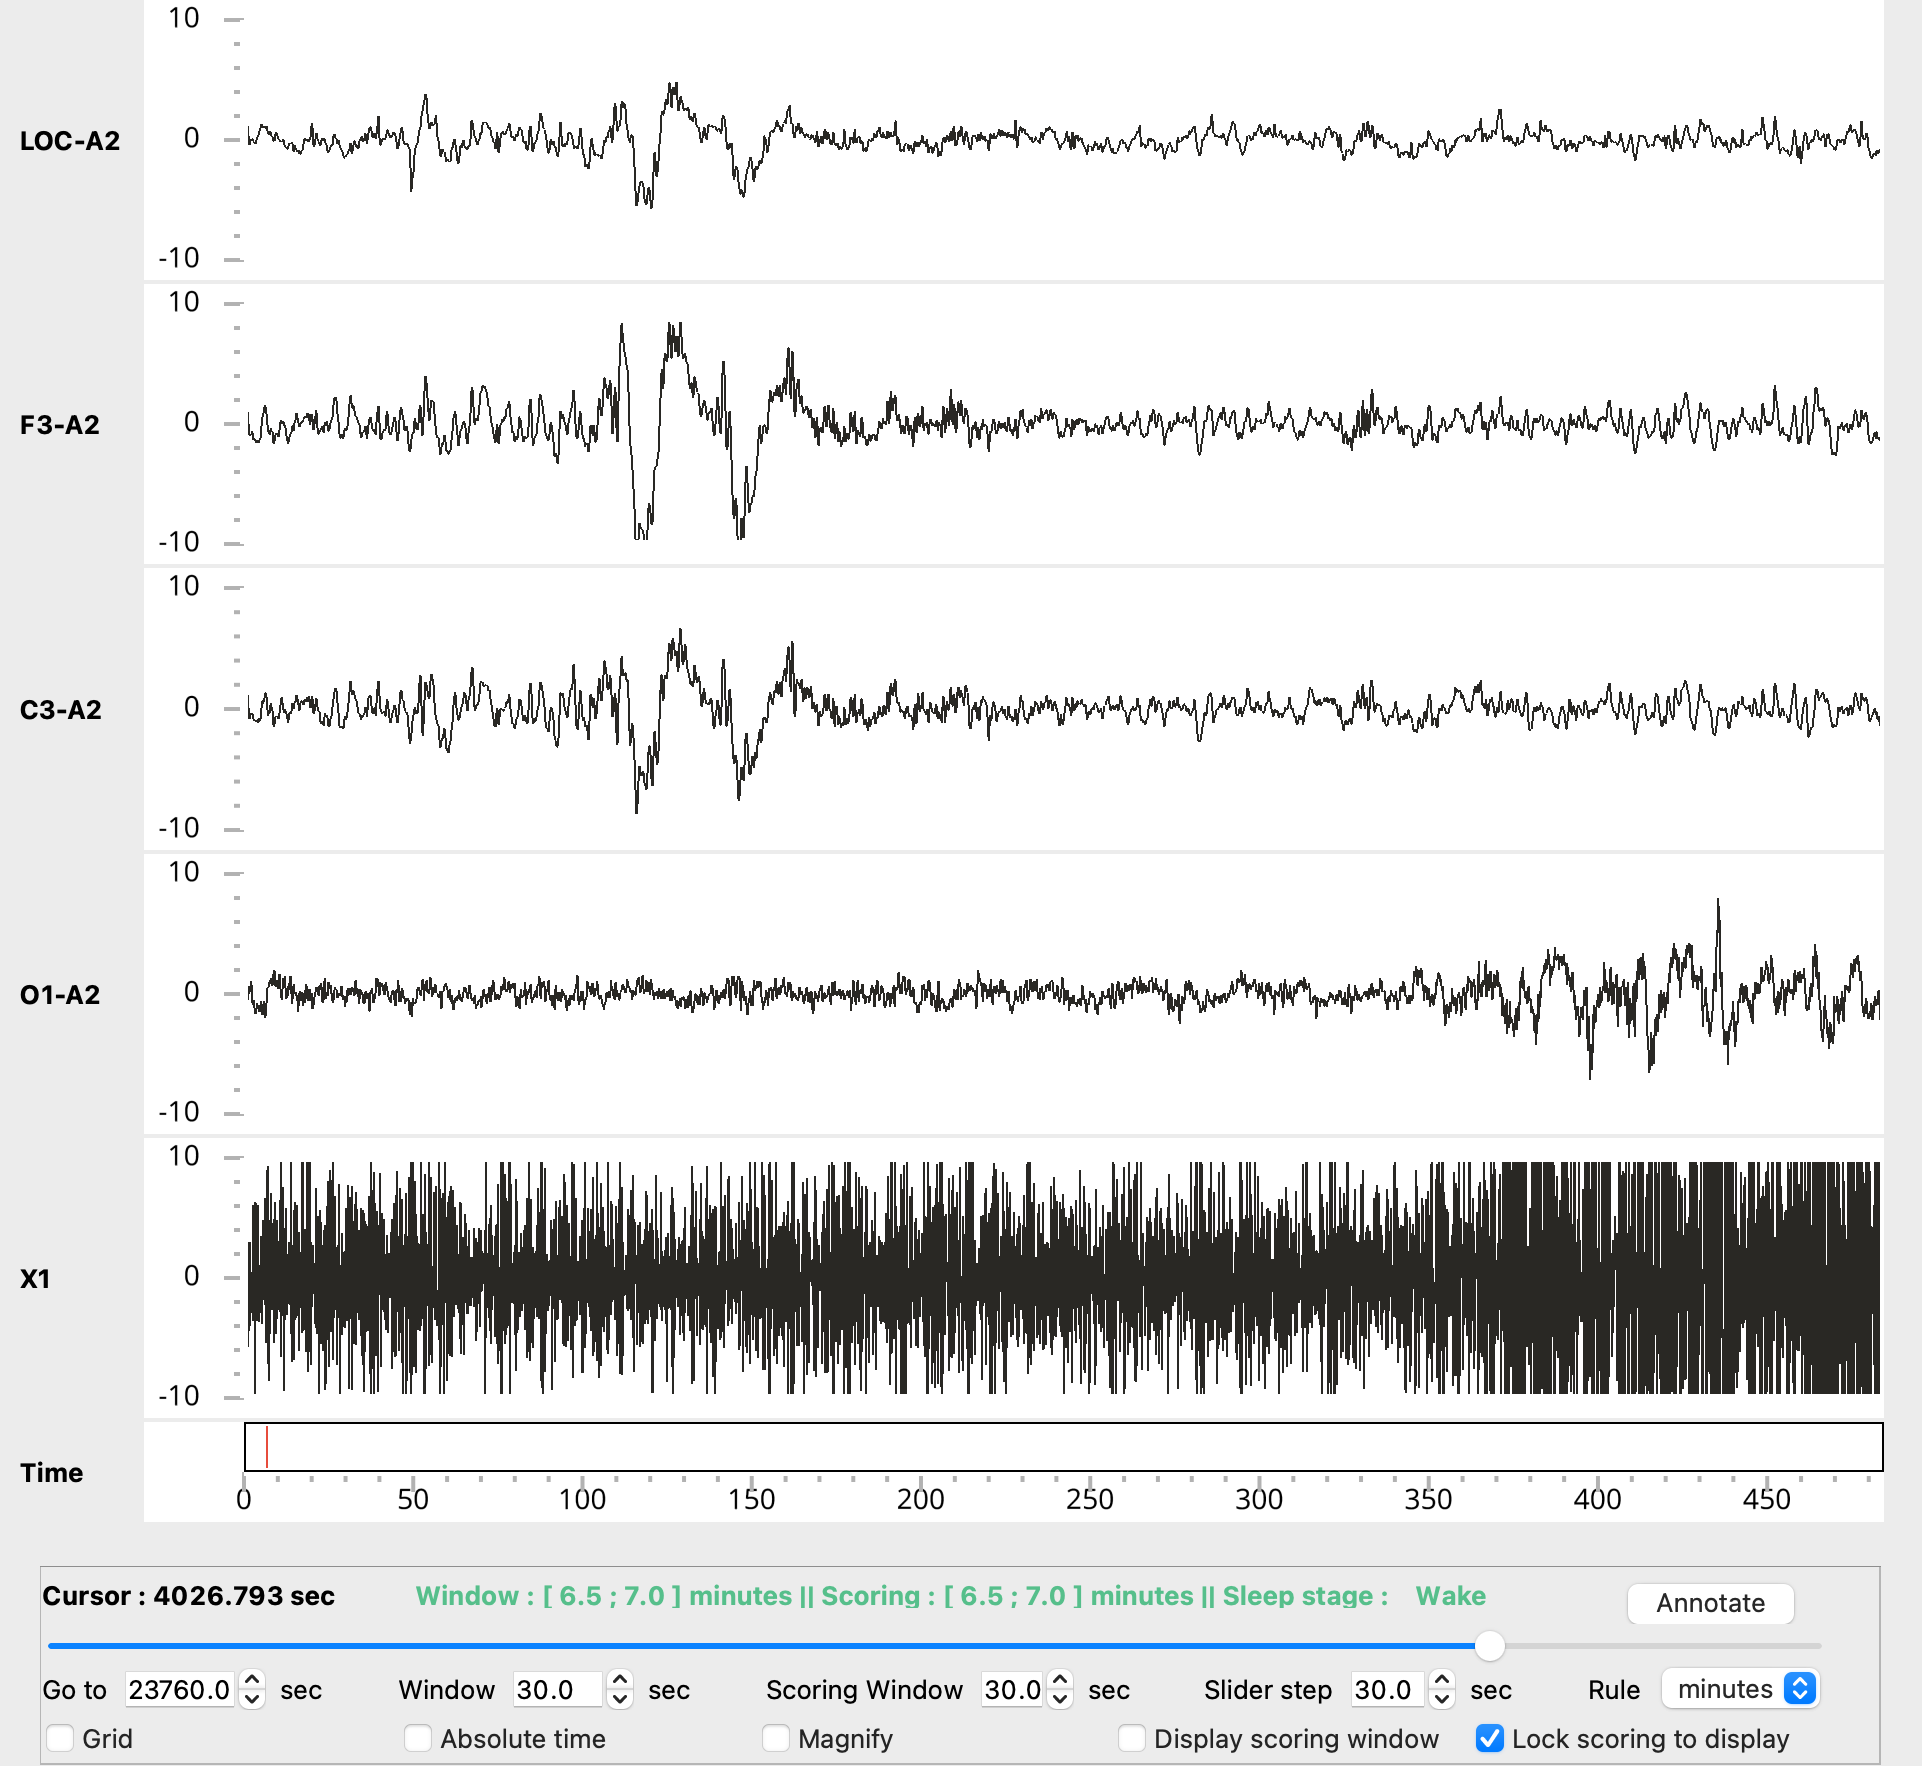 10
LOC-A2 0
-10
10
F3-A2 0
-10
10
C3-A2 0
-10
10
O1-A2 0
-10
10
X1 0
-10
Time
0 50 100 150 200 250 300 350 400 450
Cursor : 4026.793 sec Window : [ 6.5 ; 7.0 ] minutes || Scoring : [ 6.5 ; 7.0 ] minutes || Sleep stage : Wake Annotate
Go to 23760.0 sec Window 30.0 sec Scoring Window 30.0 sec Slider step 30.0 sec Rule minutes
Grid Absolute time Magnify Display scoring window Lock scoring to display